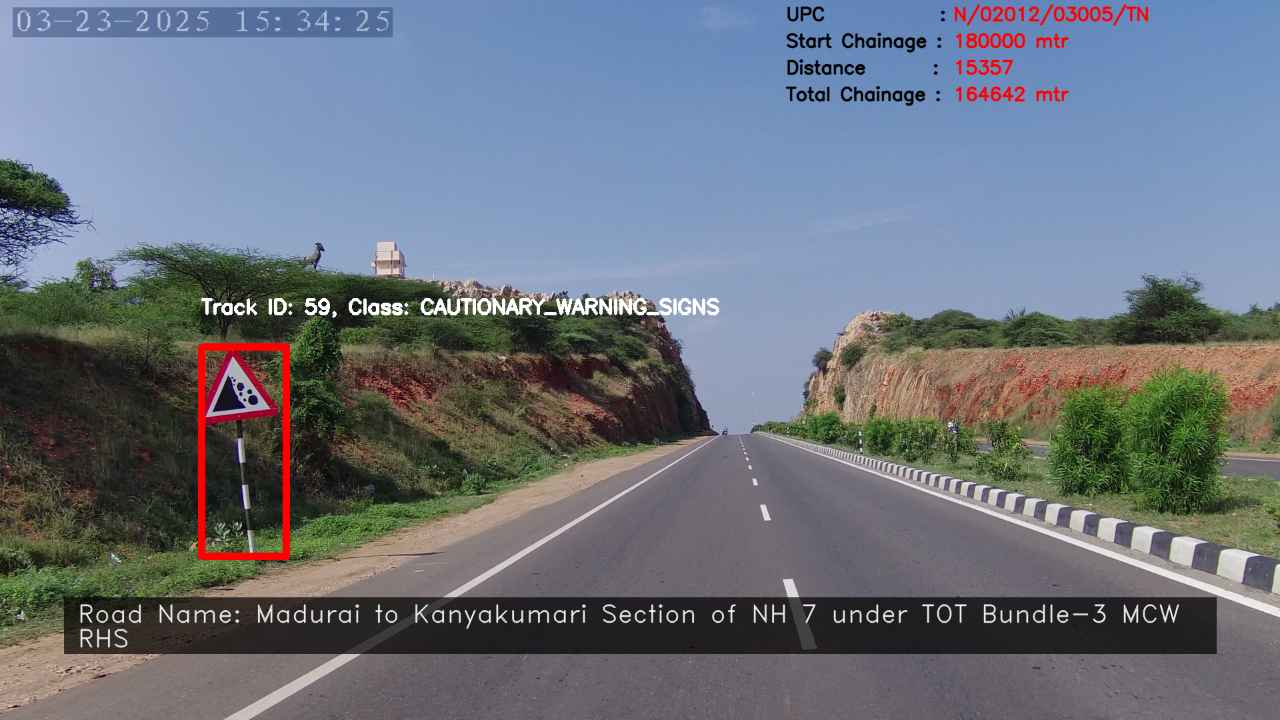 03-23-2025 15:34:25
UPC : N/02012/03005/TN
Start Chainage : 180000 mtr
Distance : 15357
Total Chainage : 164642 mtr
Track ID: 59, Class: CAUTIONARY_WARNING_SIGNS
Road Name: Madurai to Kanyakumari Section of NH 7 under TOT Bundle-3 MCW
RHS